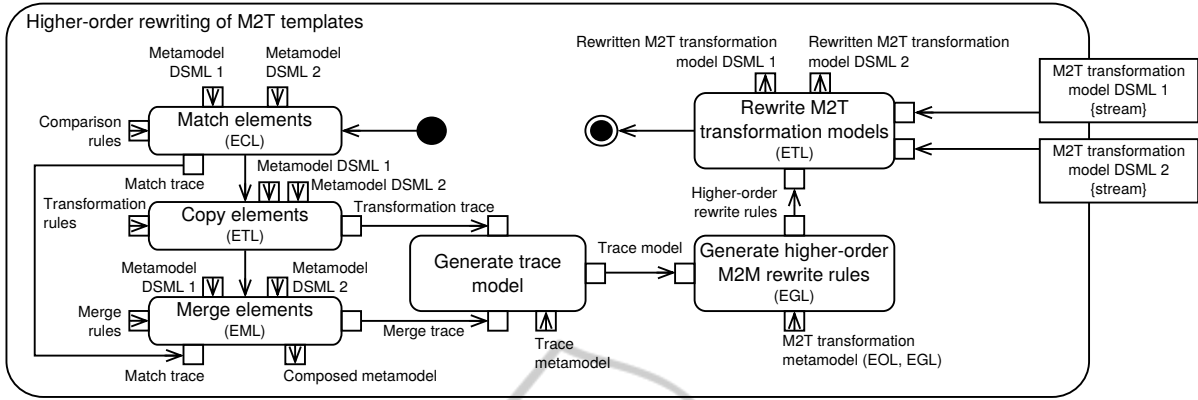 Higher-order rewriting of M2T templates
Metamodel
DSML 1
Metamodel
DSML 2
Comparison
rules
Match elements
(ECL)
Match trace
Metamodel DSML 1
Metamodel DSML 2
Transformation
rules
Copy elements
(ETL)
Transformation trace
Metamodel
DSML 1
Metamodel
DSML 2
Merge
rules
Merge elements
(EML)
Merge trace
Match trace
Composed metamodel
Generate trace
model
Trace
metamodel
Trace model
Generate higher-order
M2M rewrite rules
(EGL)
M2T transformation
metamodel (EOL, EGL)
Higher-order
rewrite rules
Rewrite M2T
transformation models
(ETL)
Rewritten M2T transformation
model DSML 1
Rewritten M2T transformation
model DSML 2
M2T transformation
model DSML 1
{stream}
M2T transformation
model DSML 2
{stream}